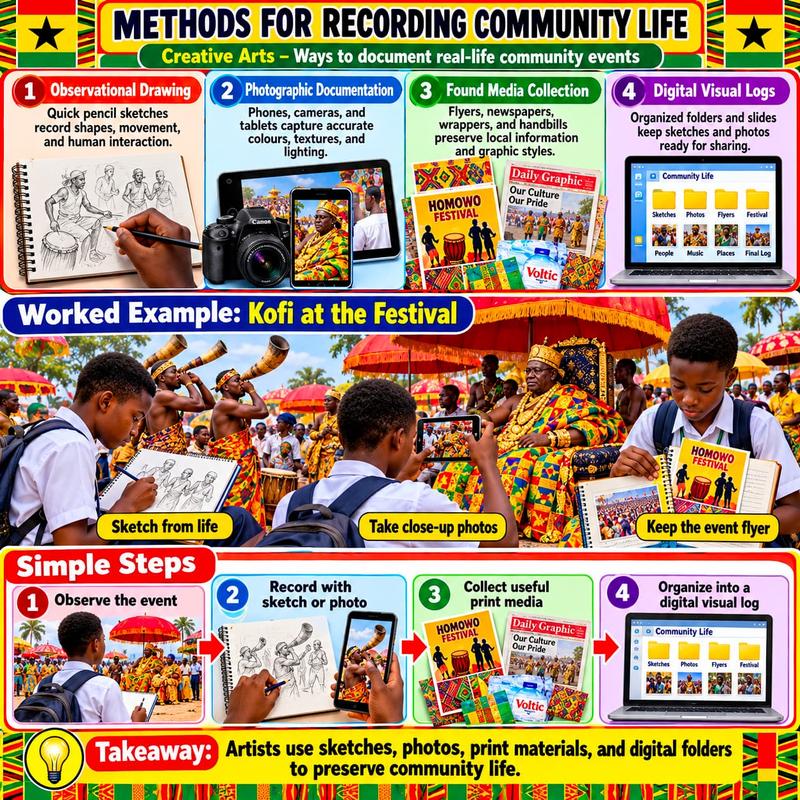 METHODS FOR RECORDING COMMUNITY LIFE
Creative Arts – Ways to document real-life community events
1 Observational Drawing
Quick pencil sketches
record shapes, movement,
and human interaction.
2 Photographic Documentation
Phones, cameras, and
tablets capture accurate
colours, textures, and
lighting.
Canon
3 Found Media Collection
Flyers, newspapers,
wrappers, and handbills
preserve local information
and graphic styles.
HOMOWO
FESTIVAL
Daily Graphic
Our Culture
Our Pride
Voltic
4 Digital Visual Logs
Organized folders and slides
keep sketches and photos
ready for sharing.
Community Life
Sketches Photos Flyers Festival
People Music Places Final Log
Worked Example: Kofi at the Festival
Sketch from life
Take close-up photos
HOMOWO
FESTIVAL
Keep the event flyer
Simple Steps
1 Observe the event
2 Record with
sketch or photo
3 Collect useful
print media
HOMOWO
FESTIVAL
Daily Graphic
Our Culture
Our Pride
Voltic
4 Organize into a
digital visual log
Community Life
Sketches Photos Flyers Festival
Takeaway: Artists use sketches, photos, print materials, and digital folders
to preserve community life.